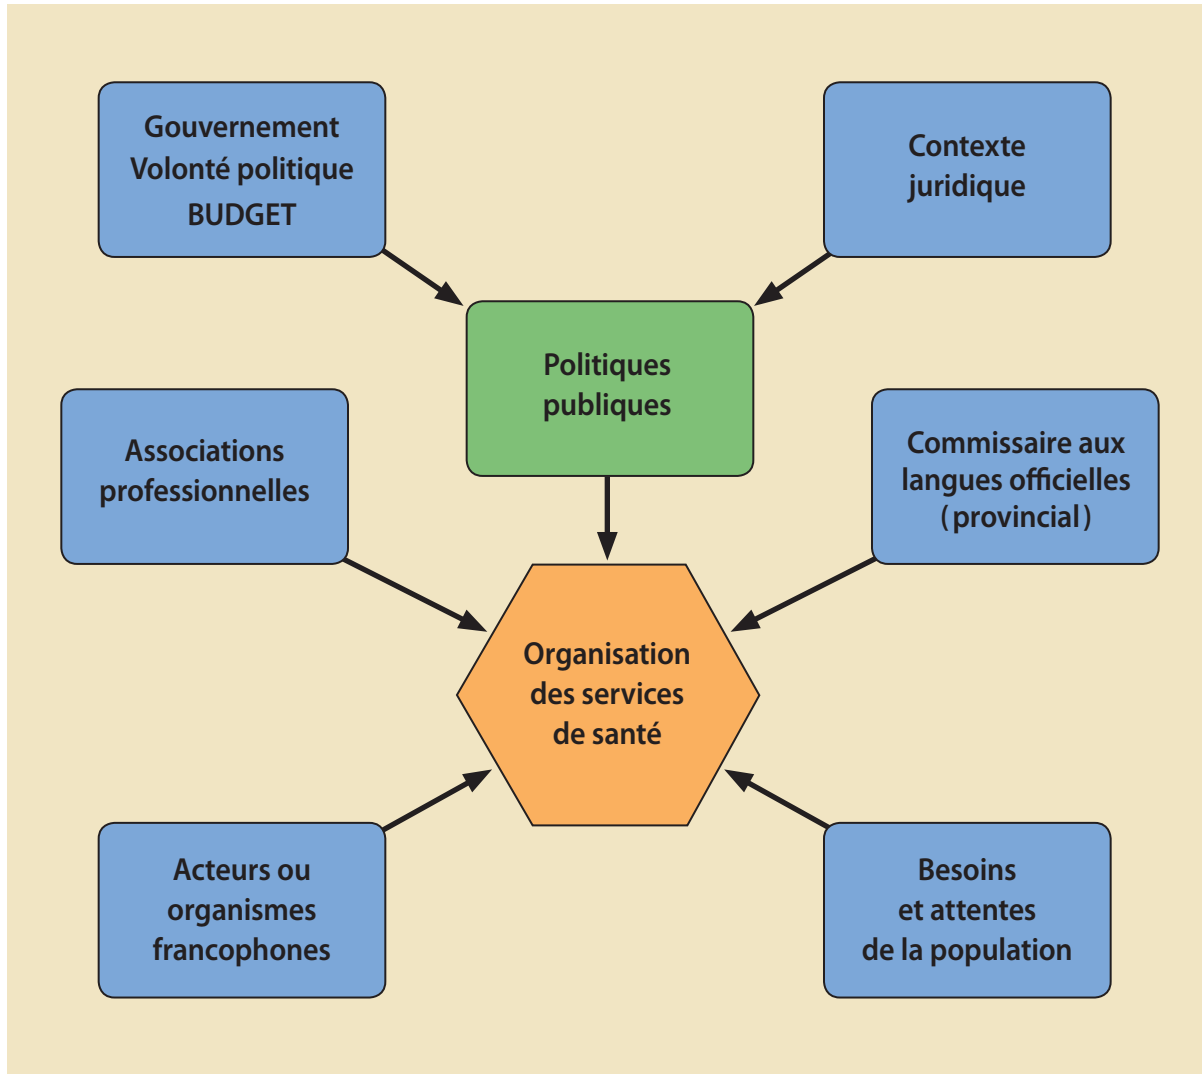 Gouvernement
Volonté politique
BUDGET
Contexte
juridique
Politiques
publiques
Associations
professionnelles
Commissaire aux
langues officielles
(provincial)
Organisation
des services
de santé
Acteurs ou
organismes
francophones
Besoins
et attentes
de la population